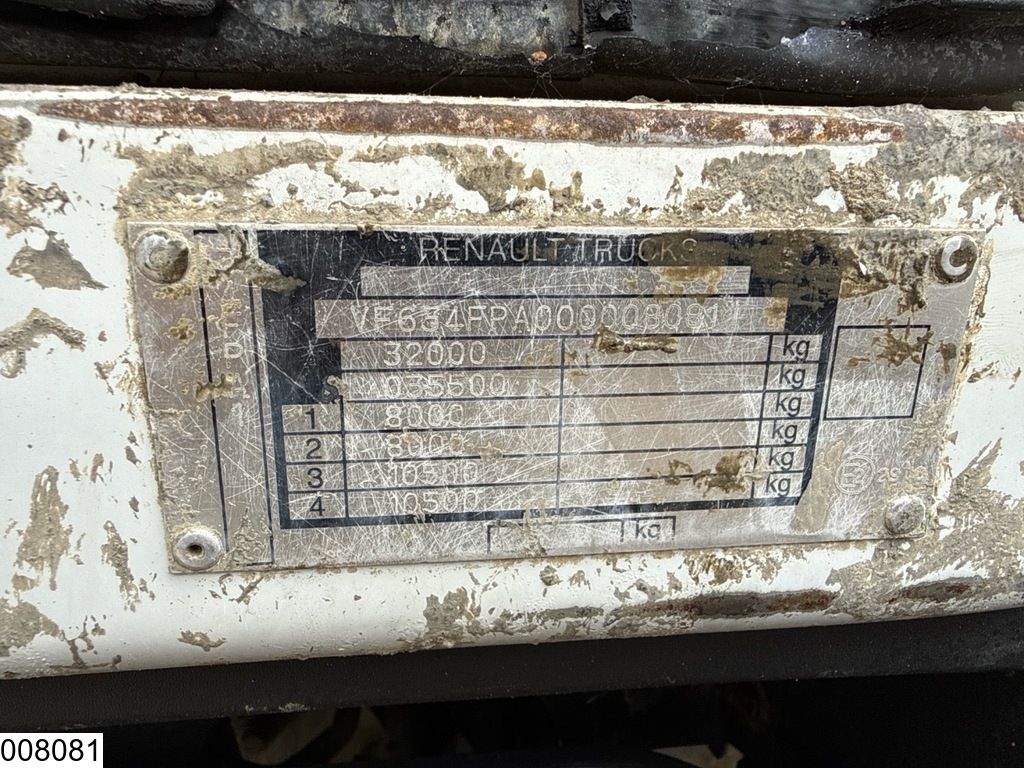 RENAULT TRUCKS
32000 kg
035500 kg
1 8000 kg
2 8000 kg
3 10500 kg
4 10500 kg
kg
008081